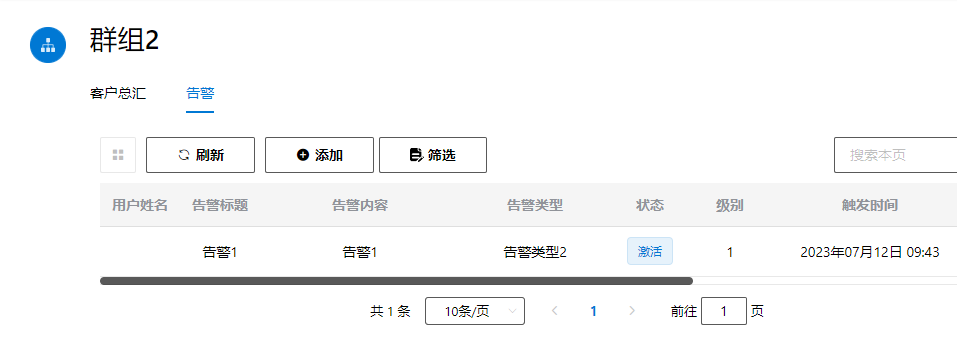 群组2
客户总汇 告警
刷新 添加 筛选 搜索本页
用户姓名 告警标题 告警内容 告警类型 状态 级别 触发时间
告警1 告警1 告警类型2 激活 1 2023年07月12日 09:43
共 1 条 10条/页 1 前往 1 页